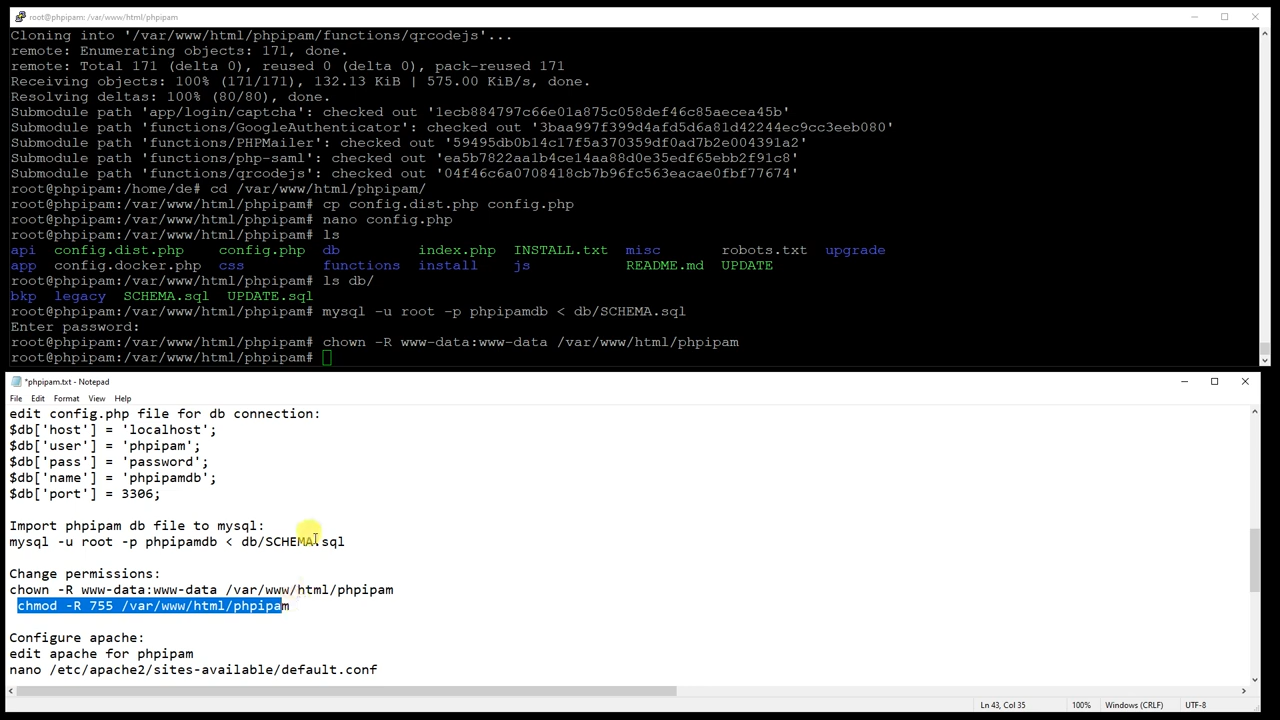 root@phpipam: /var/www/html/phpipam
Cloning into '/var/www/html/phpipam/functions/qrcodejs'...
remote: Enumerating objects: 171, done.
remote: Total 171 (delta 0), reused 0 (delta 0), pack-reused 171
Receiving objects: 100% (171/171), 132.13 KiB | 575.00 KiB/s, done.
Resolving deltas: 100% (80/80), done.
Submodule path 'app/login/captcha': checked out '1ecb884797c66e01a875c058def46c85aecea45b'
Submodule path 'functions/GoogleAuthenticator': checked out '3baa997f399d4afd5d6a81d42244ec9cc3eeb080'
Submodule path 'functions/PHPMailer': checked out '59495db0b14c17f5a370359df0ad7b2e004391a2'
Submodule path 'functions/php-saml': checked out 'ea5b7822aa1b4ce14aa88d0e35edf65ebb2f91c8'
Submodule path 'functions/qrcodejs': checked out '04f46c6a0708418cb7b96fc563eacae0fbf77674'
root@phpipam:/home/de# cd /var/www/html/phpipam/
root@phpipam:/var/www/html/phpipam# cp config.dist.php config.php
root@phpipam:/var/www/html/phpipam# nano config.php
root@phpipam:/var/www/html/phpipam# ls
api config.dist.php config.php db index.php INSTALL.txt misc robots.txt upgrade
app config.docker.php css functions install js README.md UPDATE
root@phpipam:/var/www/html/phpipam# ls db/
bkp legacy SCHEMA.sql UPDATE.sql
root@phpipam:/var/www/html/phpipam# mysql -u root -p phpipamdb < db/SCHEMA.sql
Enter password:
root@phpipam:/var/www/html/phpipam# chown -R www-data:www-data /var/www/html/phpipam
root@phpipam:/var/www/html/phpipam#
*phpipam.txt - Notepad
File Edit Format View Help
edit config.php file for db connection:
$db['host'] = 'localhost';
$db['user'] = 'phpipam';
$db['pass'] = 'password';
$db['name'] = 'phpipamdb';
$db['port'] = 3306;
Import phpipam db file to mysql:
mysql -u root -p phpipamdb < db/SCHEMA.sql
Change permissions:
chown -R www-data:www-data /var/www/html/phpipam
chmod -R 755 /var/www/html/phpipam
Configure apache:
edit apache for phpipam
nano /etc/apache2/sites-available/default.conf
Ln 43, Col 35 100% Windows (CRLF) UTF-8